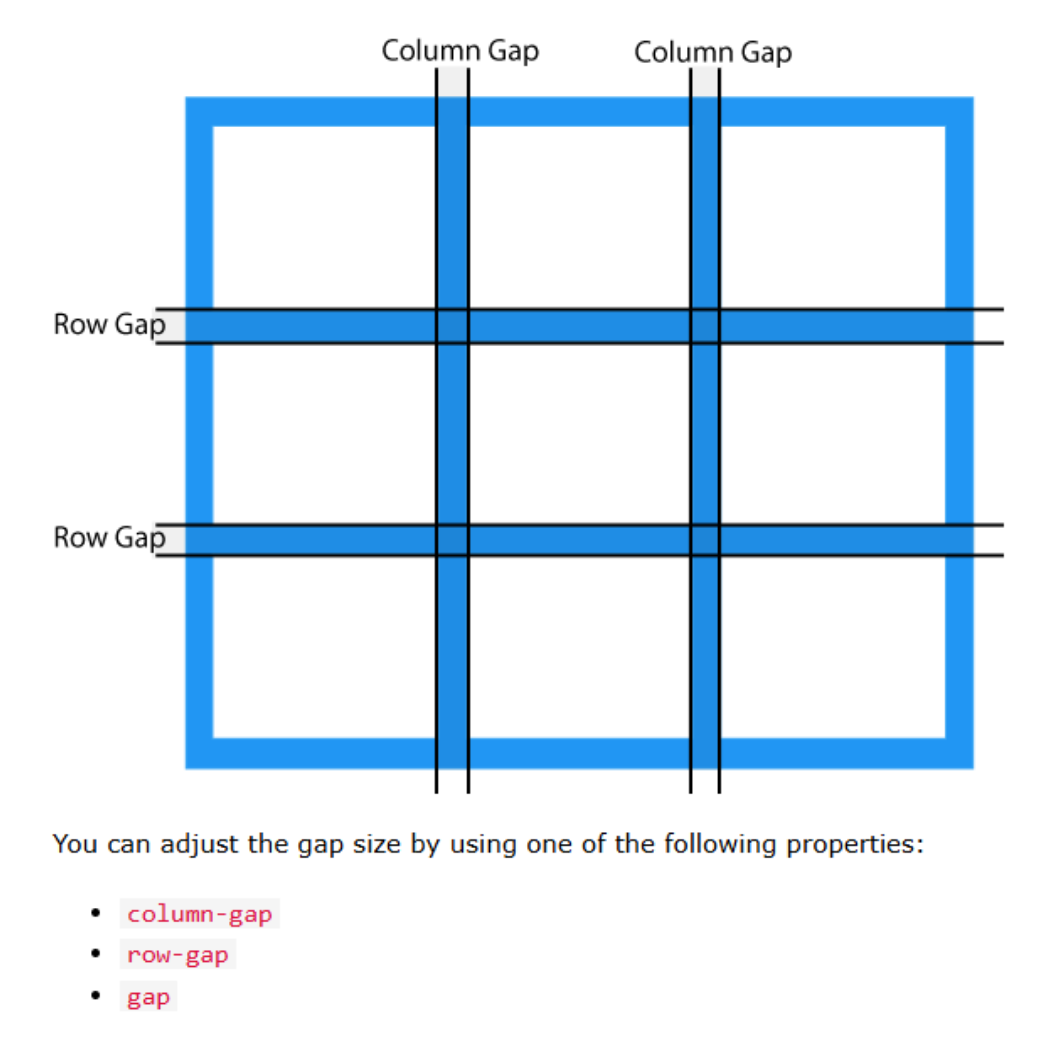 Column Gap Column Gap
Row Gap
Row Gap
You can adjust the gap size by using one of the following properties:
column-gap
row-gap
gap